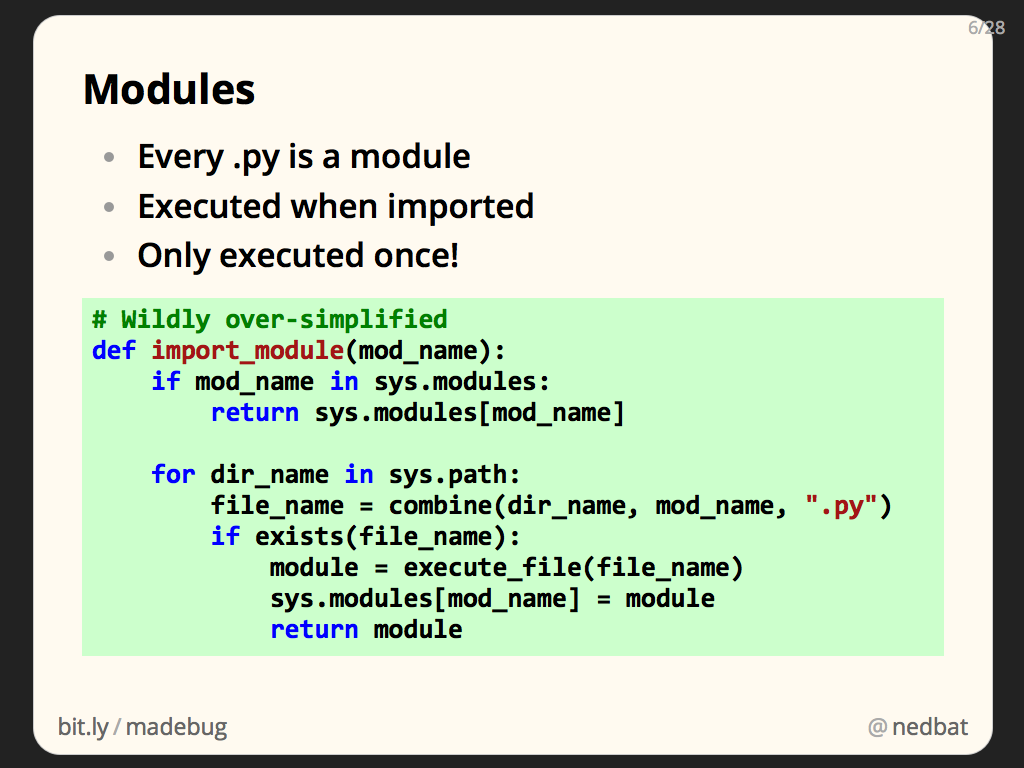 6/28
Modules
• Every .py is a module
• Executed when imported
• Only executed once!
# Wildly over-simplified
def import_module(mod_name):
    if mod_name in sys.modules:
        return sys.modules[mod_name]

    for dir_name in sys.path:
        file_name = combine(dir_name, mod_name, ".py")
        if exists(file_name):
            module = execute_file(file_name)
            sys.modules[mod_name] = module
            return module
bit.ly/madebug
@nedbat